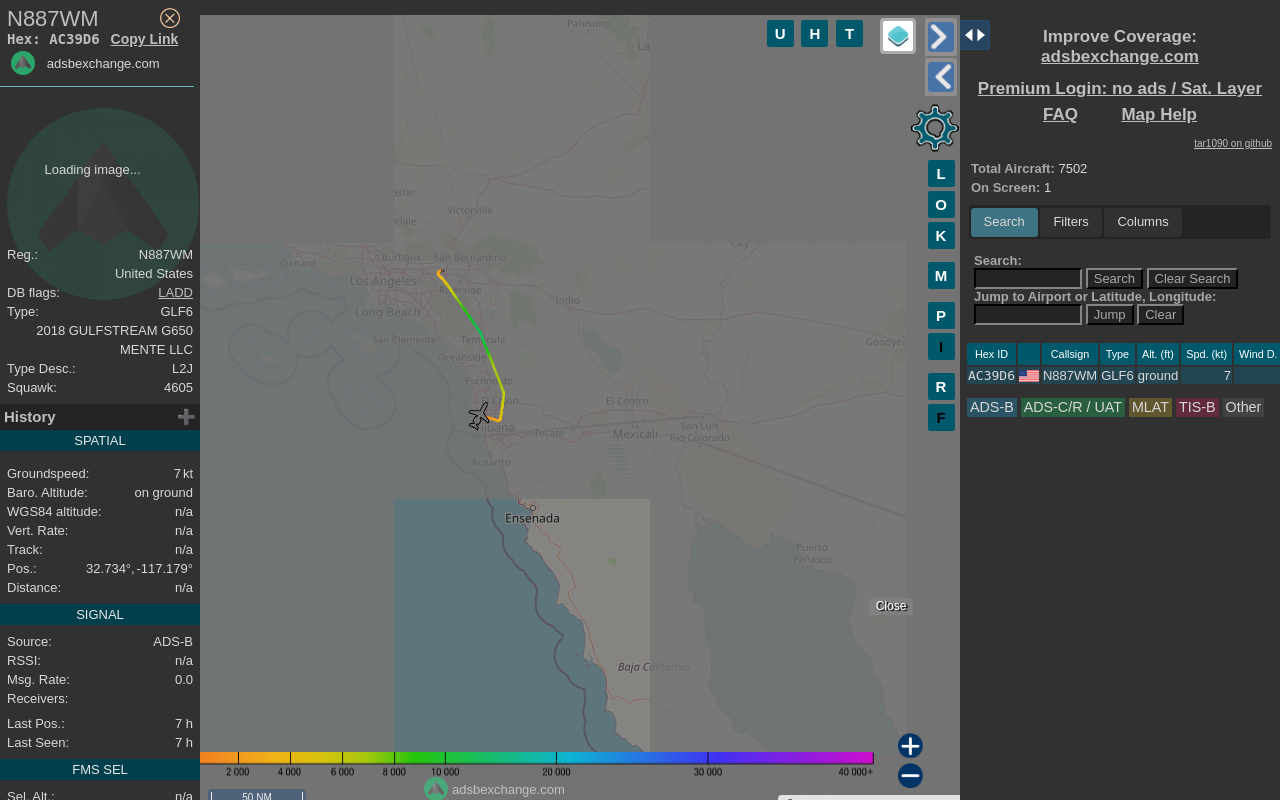 N887WM
Hex: AC39D6 Copy Link
adsbexchange.com
Loading image...
Reg.: N887WM
United States
DB flags: LADD
Type: GLF6
2018 GULFSTREAM G650
MENTE LLC
Type Desc.: L2J
Squawk: 4605
History
SPATIAL
Groundspeed: 7 kt
Baro. Altitude: on ground
WGS84 altitude: n/a
Vert. Rate: n/a
Track: n/a
Pos.: 32.734°, -117.179°
Distance: n/a
SIGNAL
Source: ADS-B
RSSI: n/a
Msg. Rate: 0.0
Receivers:
Last Pos.: 7 h
Last Seen: 7 h
FMS SEL
Sel. Alt.: n/a
U H T
L
O
K
M
P
I
R
F
Pahrump
La
Victorville
Oxnard
Burbank
San Bernardino
Los Angeles
Riverside
Long Beach
Indio
San Clemente
Temecula
Oceanside
Goodyea
Escondido
El Cajon
El Centro
Tijuana
Tecate
Mexicali
San Luis
Río Colorado
Rosarito
City
Ensenada
Puerto
Peñasco
Baja California
Close
2 000 4 000 6 000 8 000 10 000 20 000 30 000 40 000+
adsbexchange.com
50 NM
Improve Coverage:
adsbexchange.com
Premium Login: no ads / Sat. Layer
FAQ Map Help
tar1090 on github
Total Aircraft: 7502
On Screen: 1
Search Filters Columns
Search:
Search Clear Search
Jump to Airport or Latitude, Longitude:
Jump Clear
Hex ID Callsign Type Alt. (ft) Spd. (kt) Wind D.
AC39D6 N887WM GLF6 ground 7
ADS-B ADS-C/R / UAT MLAT TIS-B Other